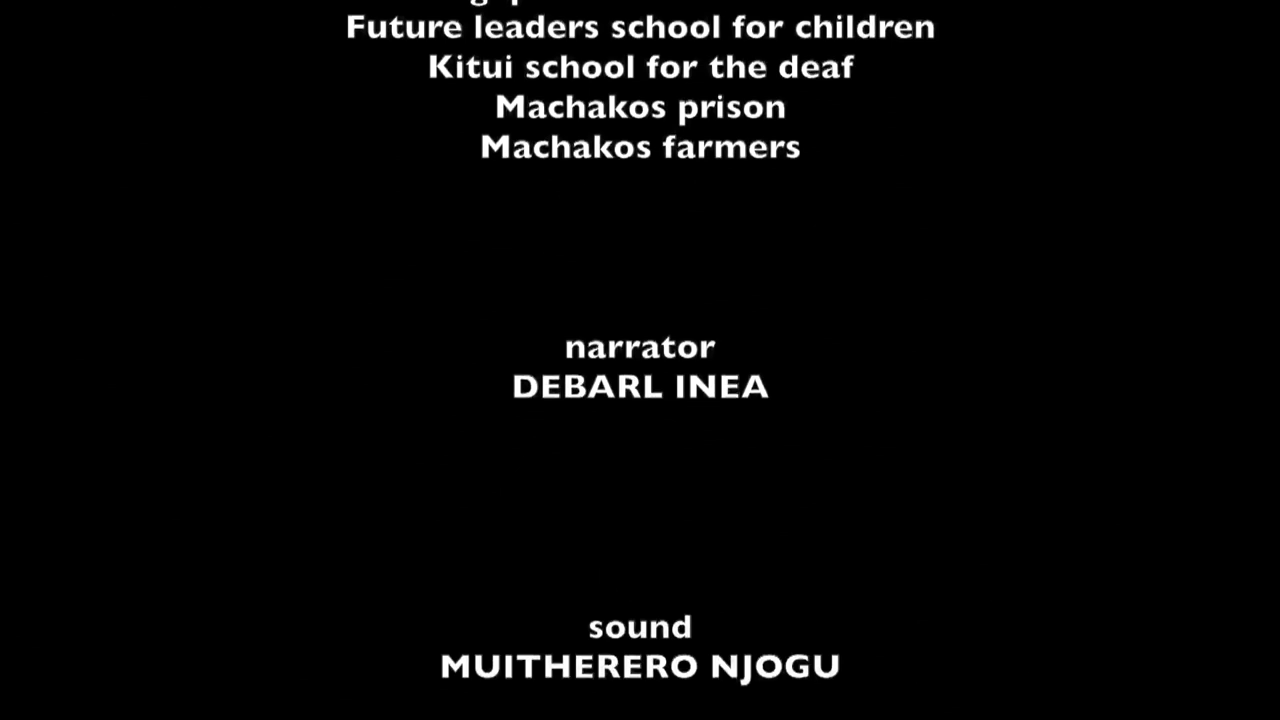 Future leaders school for children
Kitui school for the deaf
Machakos prison
Machakos farmers
narrator
DEBARL INEA
sound
MUITHERERO NJOGU